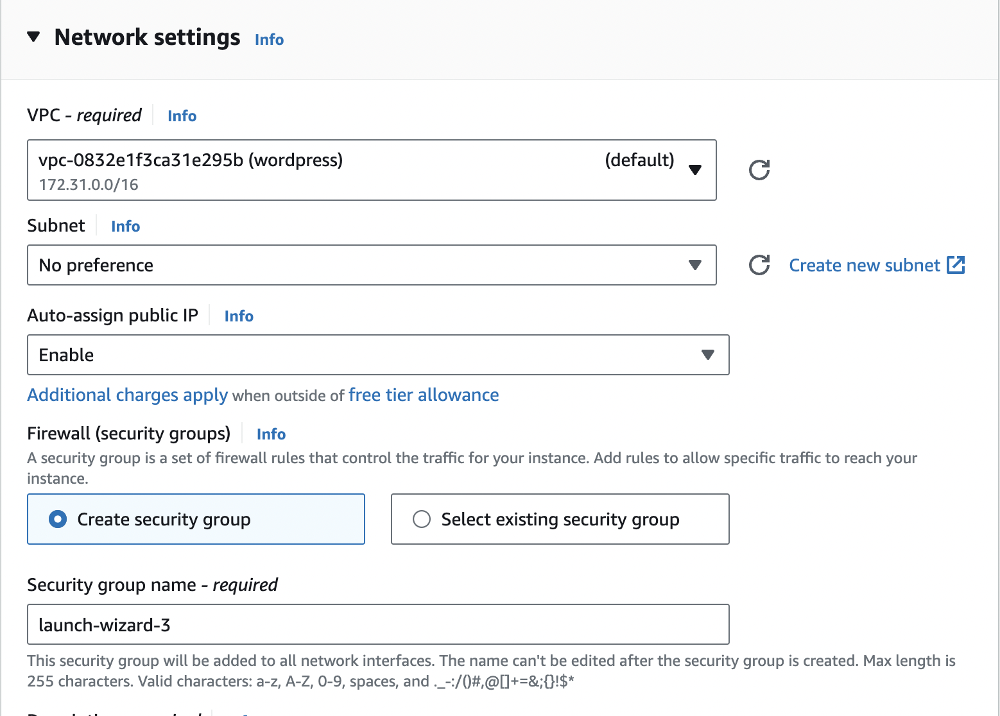 Network settings Info
VPC - required Info
vpc-0832e1f3ca31e295b (wordpress) (default)
172.31.0.0/16
Subnet Info
No preference
Create new subnet
Auto-assign public IP Info
Enable
Additional charges apply when outside of free tier allowance
Firewall (security groups) Info
A security group is a set of firewall rules that control the traffic for your instance. Add rules to allow specific traffic to reach your
instance.
Create security group
Select existing security group
Security group name - required
launch-wizard-3
This security group will be added to all network interfaces. The name can't be edited after the security group is created. Max length is
255 characters. Valid characters: a-z, A-Z, 0-9, spaces, and ._-:/()#,@[]+=&;{}!$*